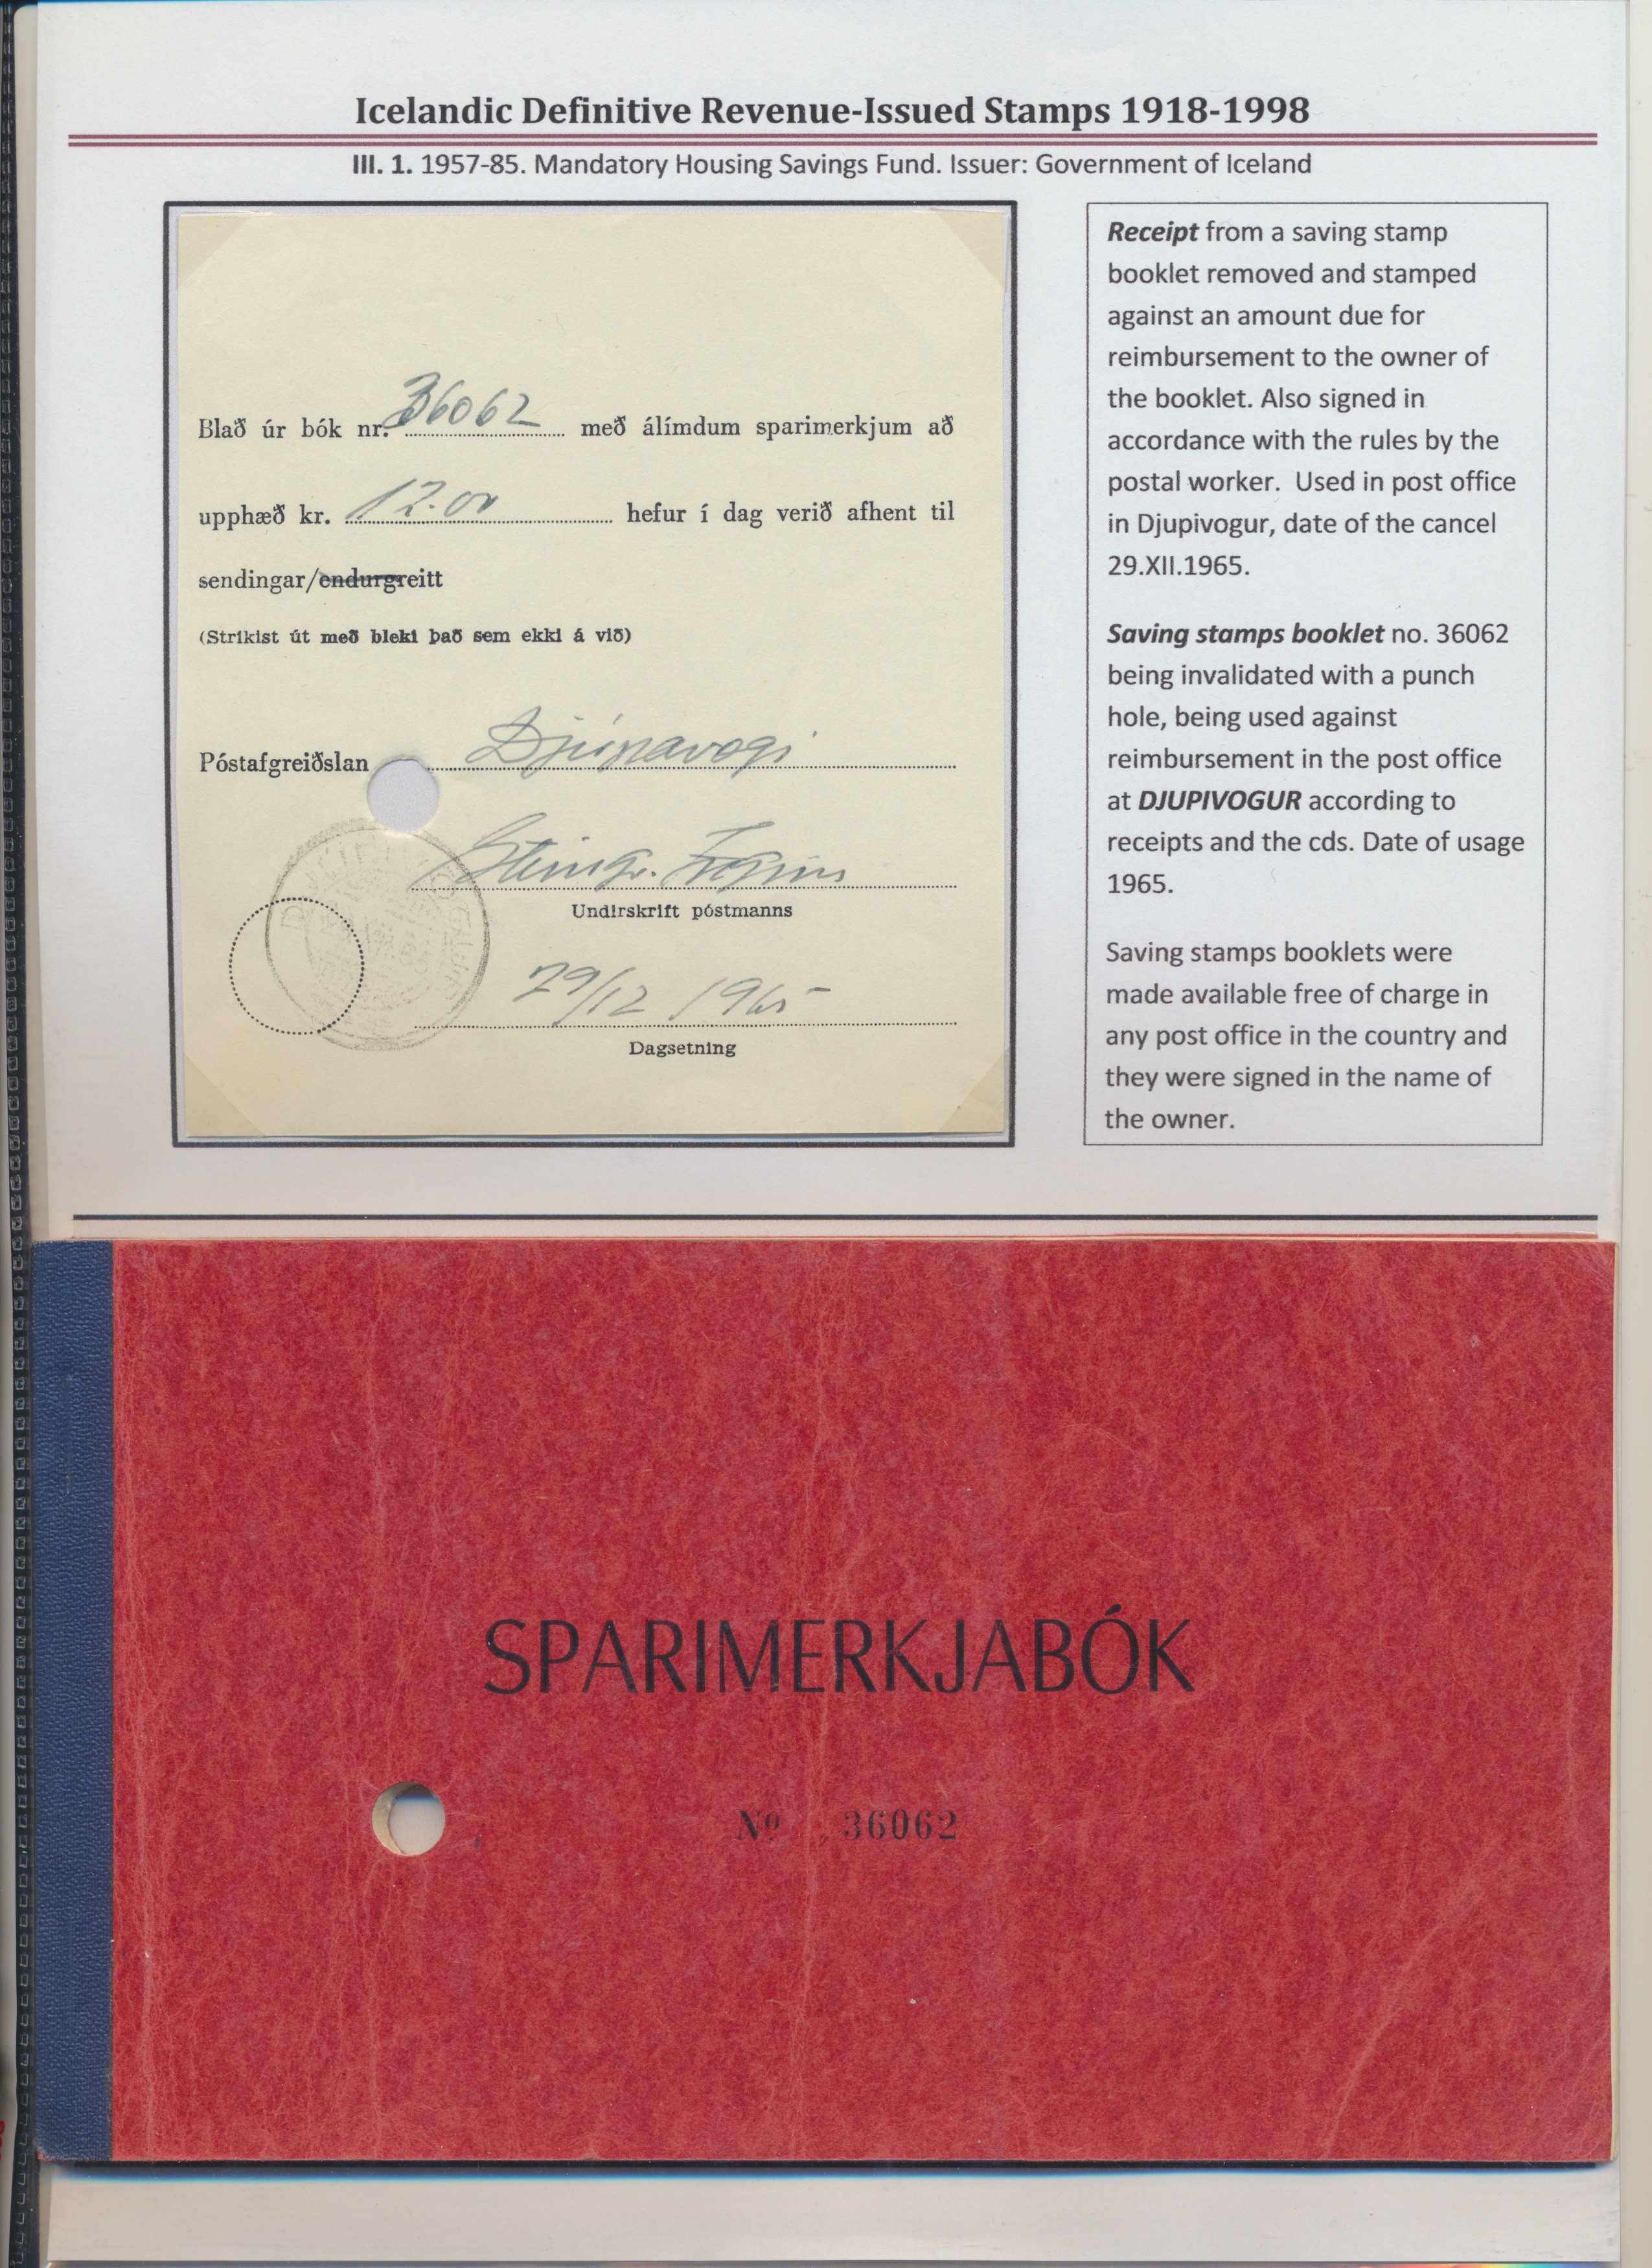 Icelandic Definitive Revenue-Issued Stamps 1918-1998
III. 1. 1957-85. Mandatory Housing Savings Fund. Issuer: Government of Iceland
Blað úr bók nr. 36062 með álímdum sparimerkjum að
upphæð kr. 12.00 hefur í dag verið afhent til
sendingar/endurgreitt
(Strikist út með bleki það sem ekki á við)
Póstafgreiðslan Djúpavogi
Undirskrift póstmanns
29/12 1965
Dagsetning
Receipt from a saving stamp
booklet removed and stamped
against an amount due for
reimbursement to the owner of
the booklet. Also signed in
accordance with the rules by the
postal worker. Used in post office
in Djupivogur, date of the cancel
29.XII.1965.
Saving stamps booklet no. 36062
being invalidated with a punch
hole, being used against
reimbursement in the post office
at DJUPIVOGUR according to
receipts and the cds. Date of usage
1965.
Saving stamps booklets were
made available free of charge in
any post office in the country and
they were signed in the name of
the owner.
SPARIMERKJABÓK
Nº 36062